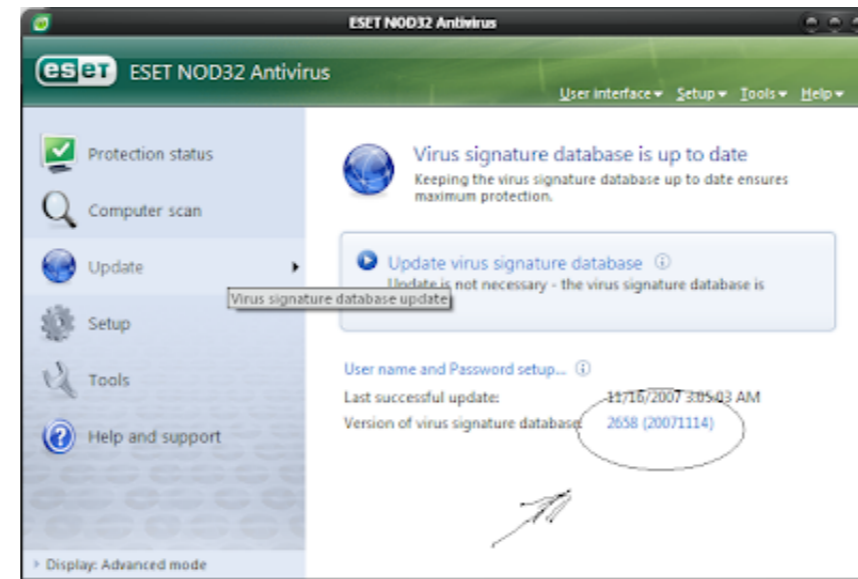 ESET NOD32 Antivirus
eseT ESET NOD32 Antivirus
User interface Setup Tools Help
Protection status
Computer scan
Update
Virus signature database update
Setup
Tools
Help and support
Display: Advanced mode
Virus signature database is up to date
Keeping the virus signature database up to date ensures
maximum protection.
Update virus signature database
Update is not necessary - the virus signature database is
User name and Password setup...
Last successful update: 11/16/2007 3:05:03 AM
Version of virus signature database: 2658 (20071114)